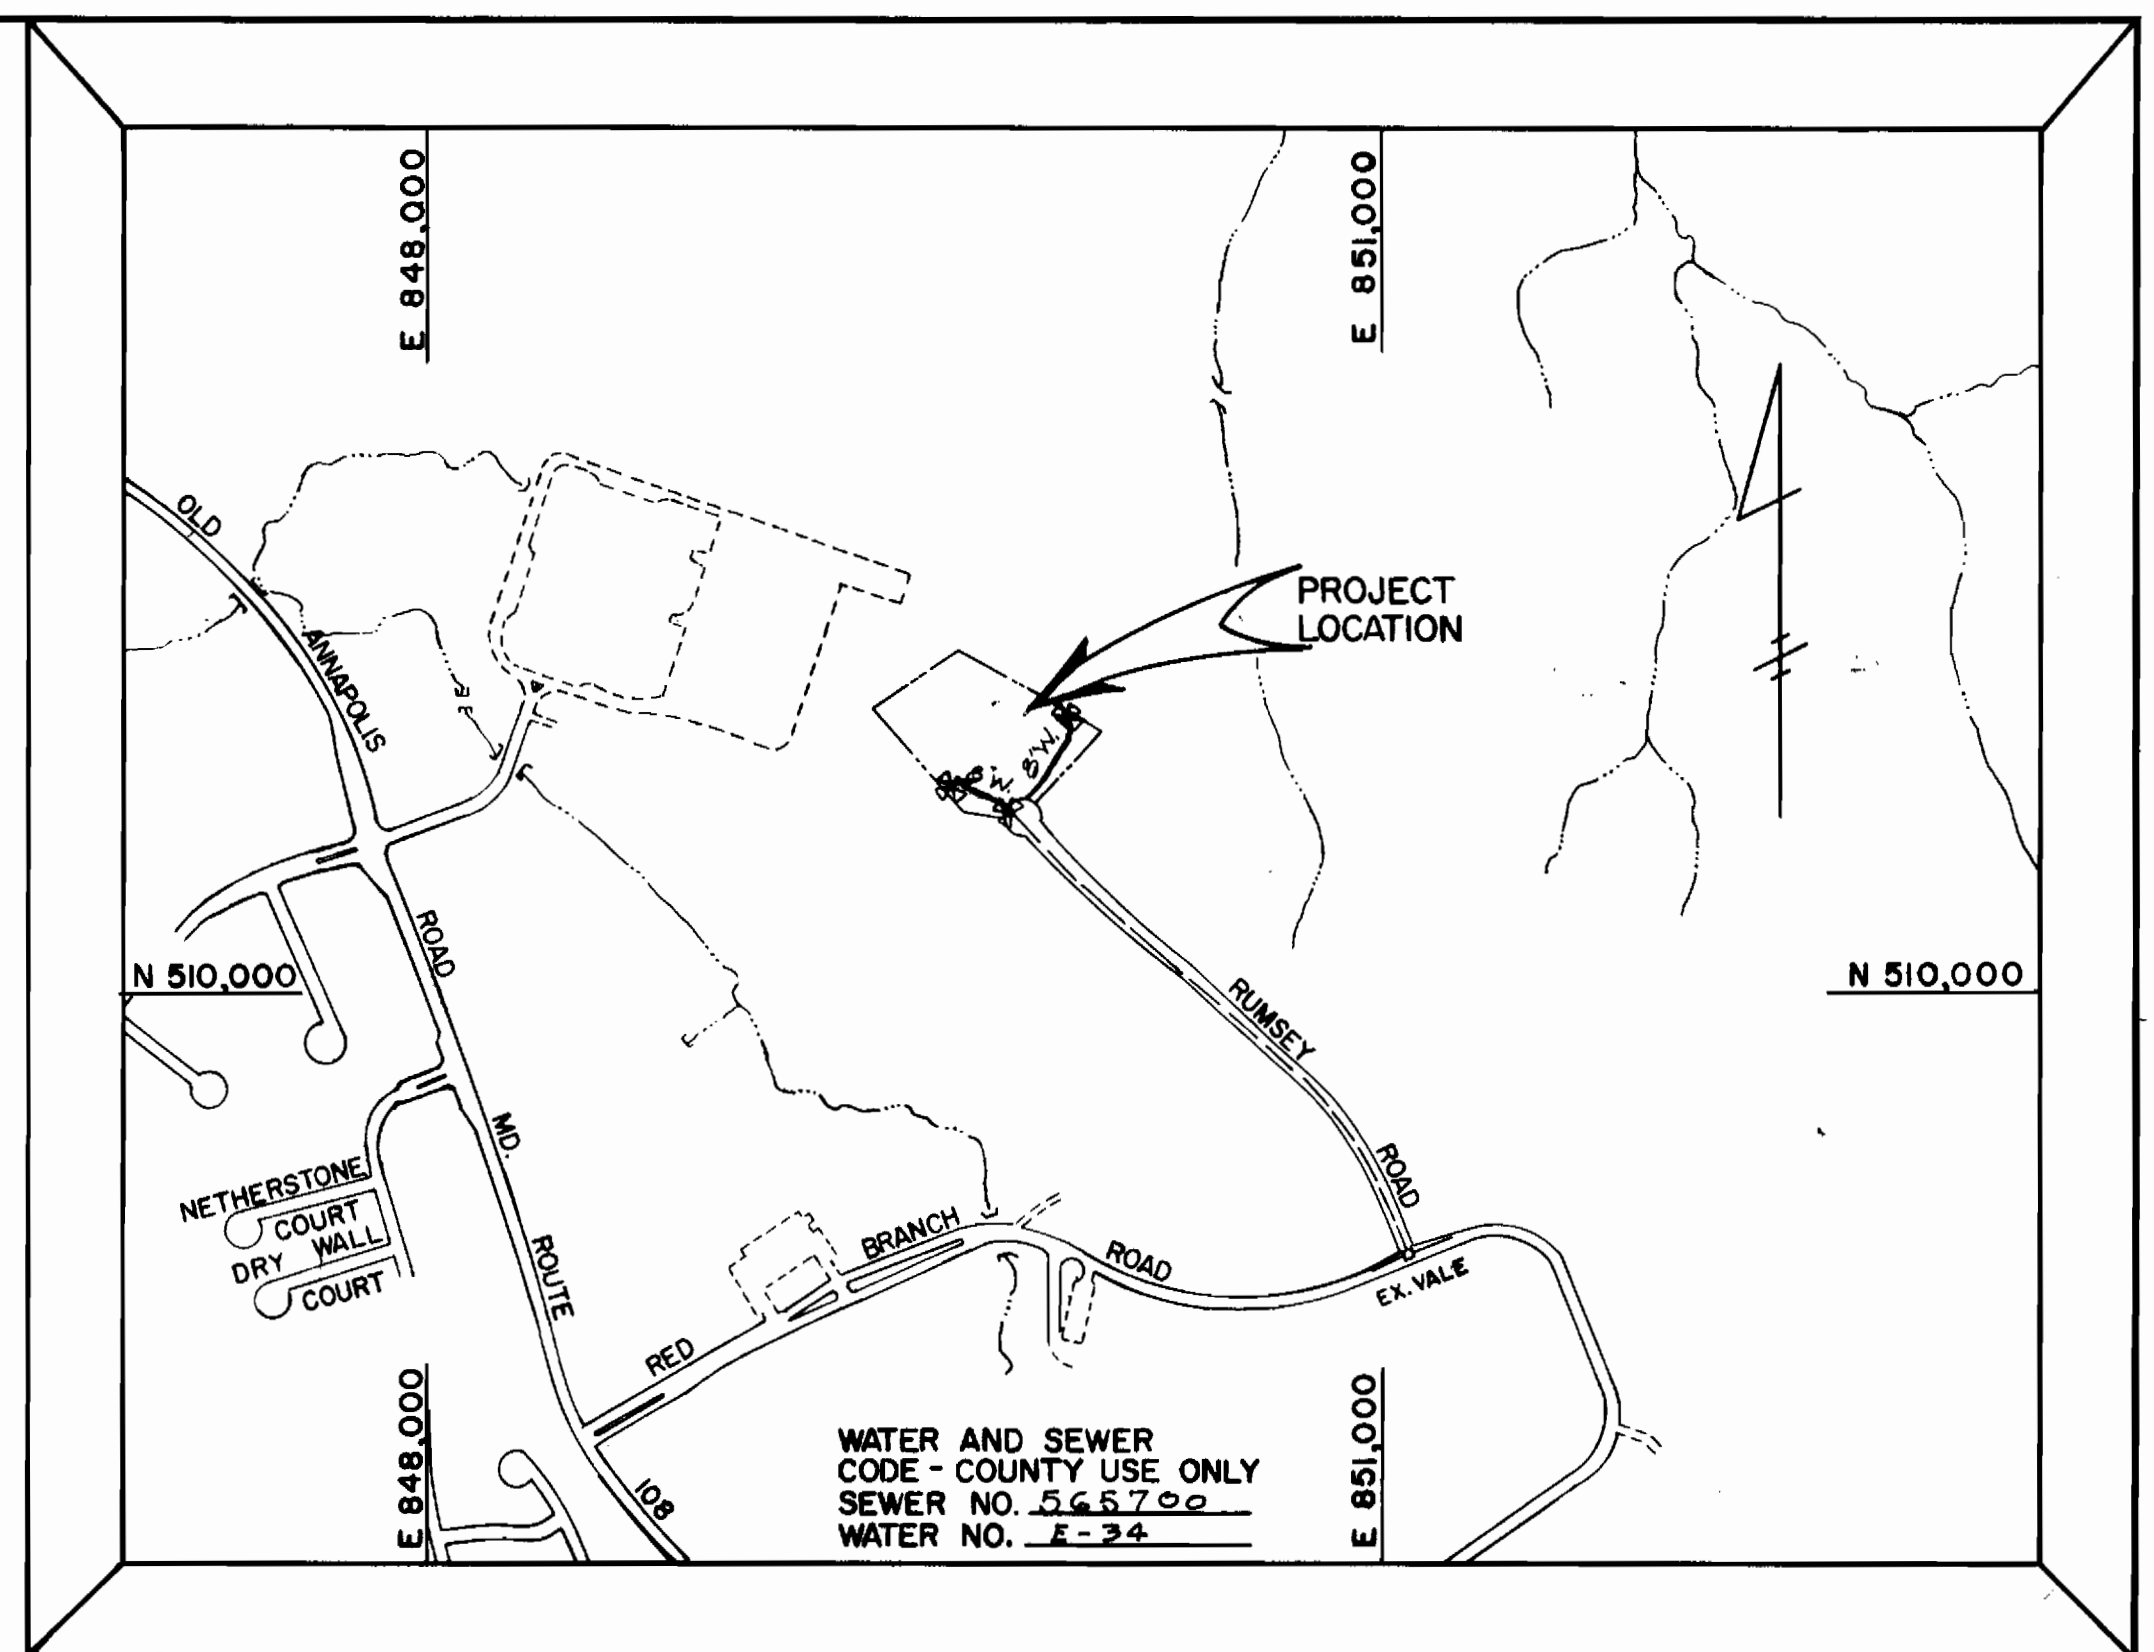 E 848,000
E 851,000
OLD
ANNAPOLIS
ROAD
MD.
ROUTE
108
PROJECT
LOCATION
8"W.
8"W.
N 510,000
N 510,000
RUMSEY
ROAD
NETHERSTONE
COURT
DRY WALL
COURT
RED
BRANCH
ROAD
EX. VALE
E 848,000
E 851,000
WATER AND SEWER
CODE - COUNTY USE ONLY
SEWER NO. 565700
WATER NO. E-34